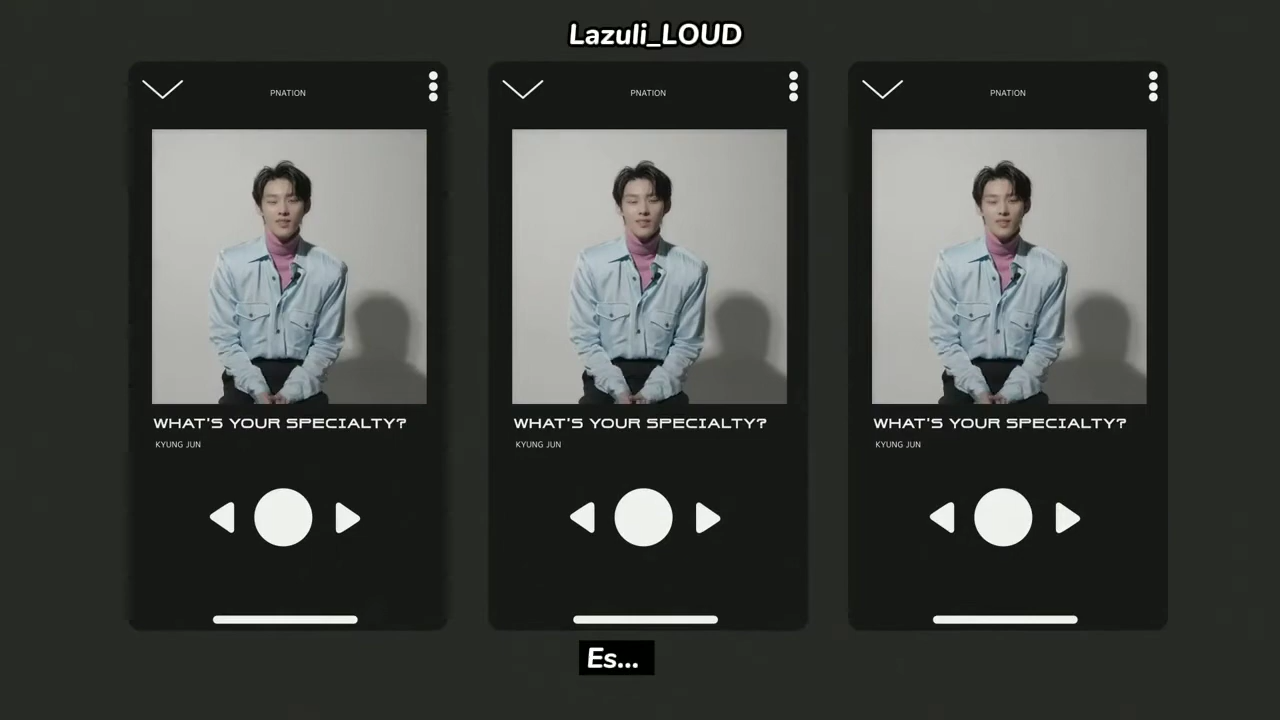 Lazuli_LOUD
PNATION
PNATION
PNATION
WHAT'S YOUR SPECIALTY?
KYUNG JUN
WHAT'S YOUR SPECIALTY?
KYUNG JUN
WHAT'S YOUR SPECIALTY?
KYUNG JUN
Es...